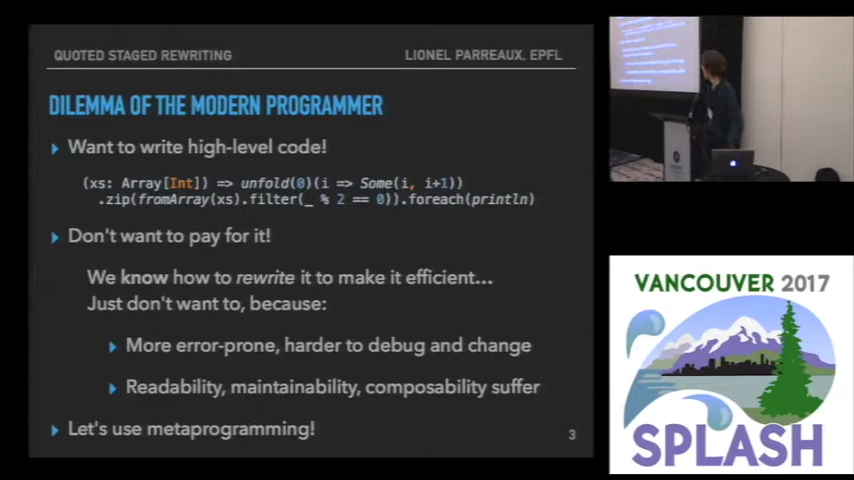 QUOTED STAGED REWRITING
LIONEL PARREAUX, EPFL
DILEMMA OF THE MODERN PROGRAMMER
Want to write high-level code!
(xs: Array[Int]) => unfold(0)(i => Some(i, i+1))
.zip(fromArray(xs).filter(_ % 2 == 0)).foreach(println)
Don't want to pay for it!
We know how to rewrite it to make it efficient...
Just don't want to, because:
More error-prone, harder to debug and change
Readability, maintainability, composability suffer
Let's use metaprogramming!
3
VANCOUVER 2017
SPLASH